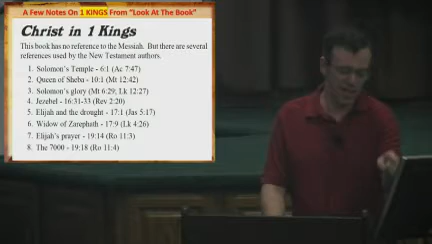 A Few Notes On 1 KINGS From "Look At The Book"
Christ in 1 Kings
This book has no reference to the Messiah. But there are several
references used by the New Testament authors.
1. Solomon's Temple - 6:1 (Ac 7:47)
2. Queen of Sheba - 10:1 (Mt 12:42)
3. Solomon's glory (Mt 6:29; Lk 12:27)
4. Jezebel - 16:31-33 (Rev 2:20)
5. Elijah and the drought - 17:1 (Jas 5:17)
6. Widow of Zarephath - 17:9 (Lk 4:26)
7. Elijah's prayer - 19:14 (Ro 11:3)
8. The 7000 - 19:18 (Ro 11:4)